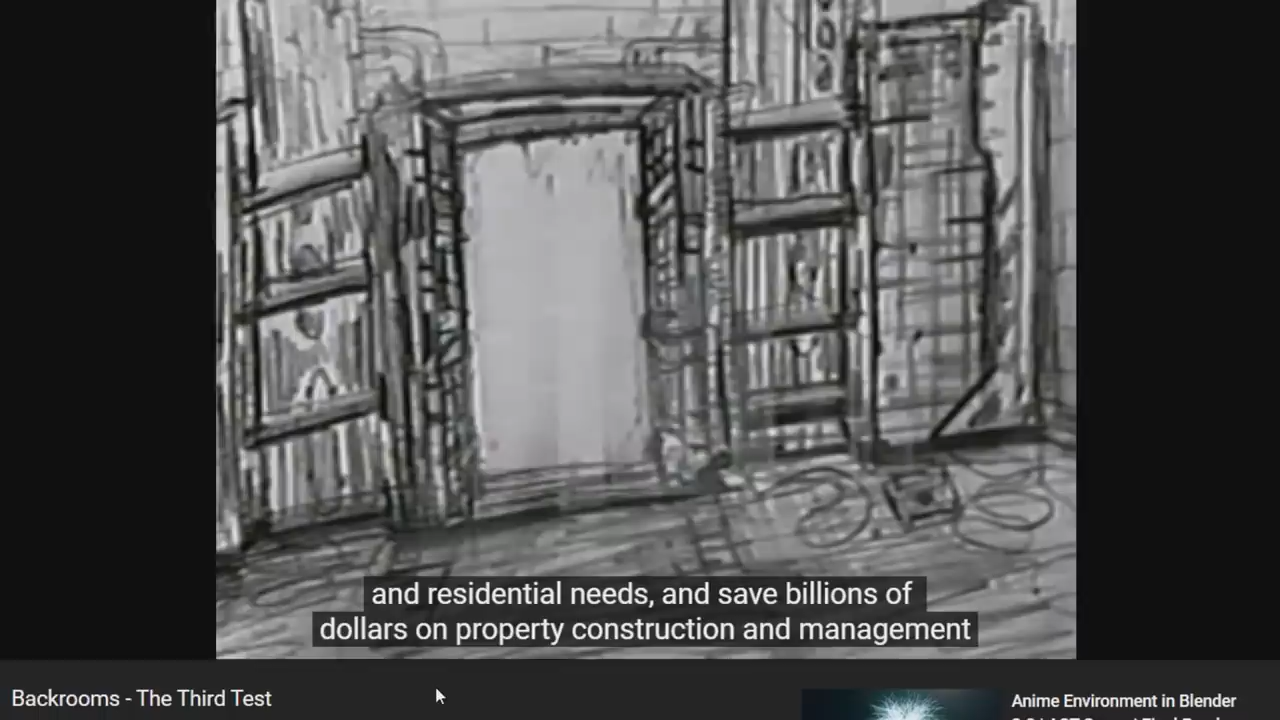 and residential needs, and save billions of
dollars on property construction and management
Backrooms - The Third Test
Anime Environment in Blender